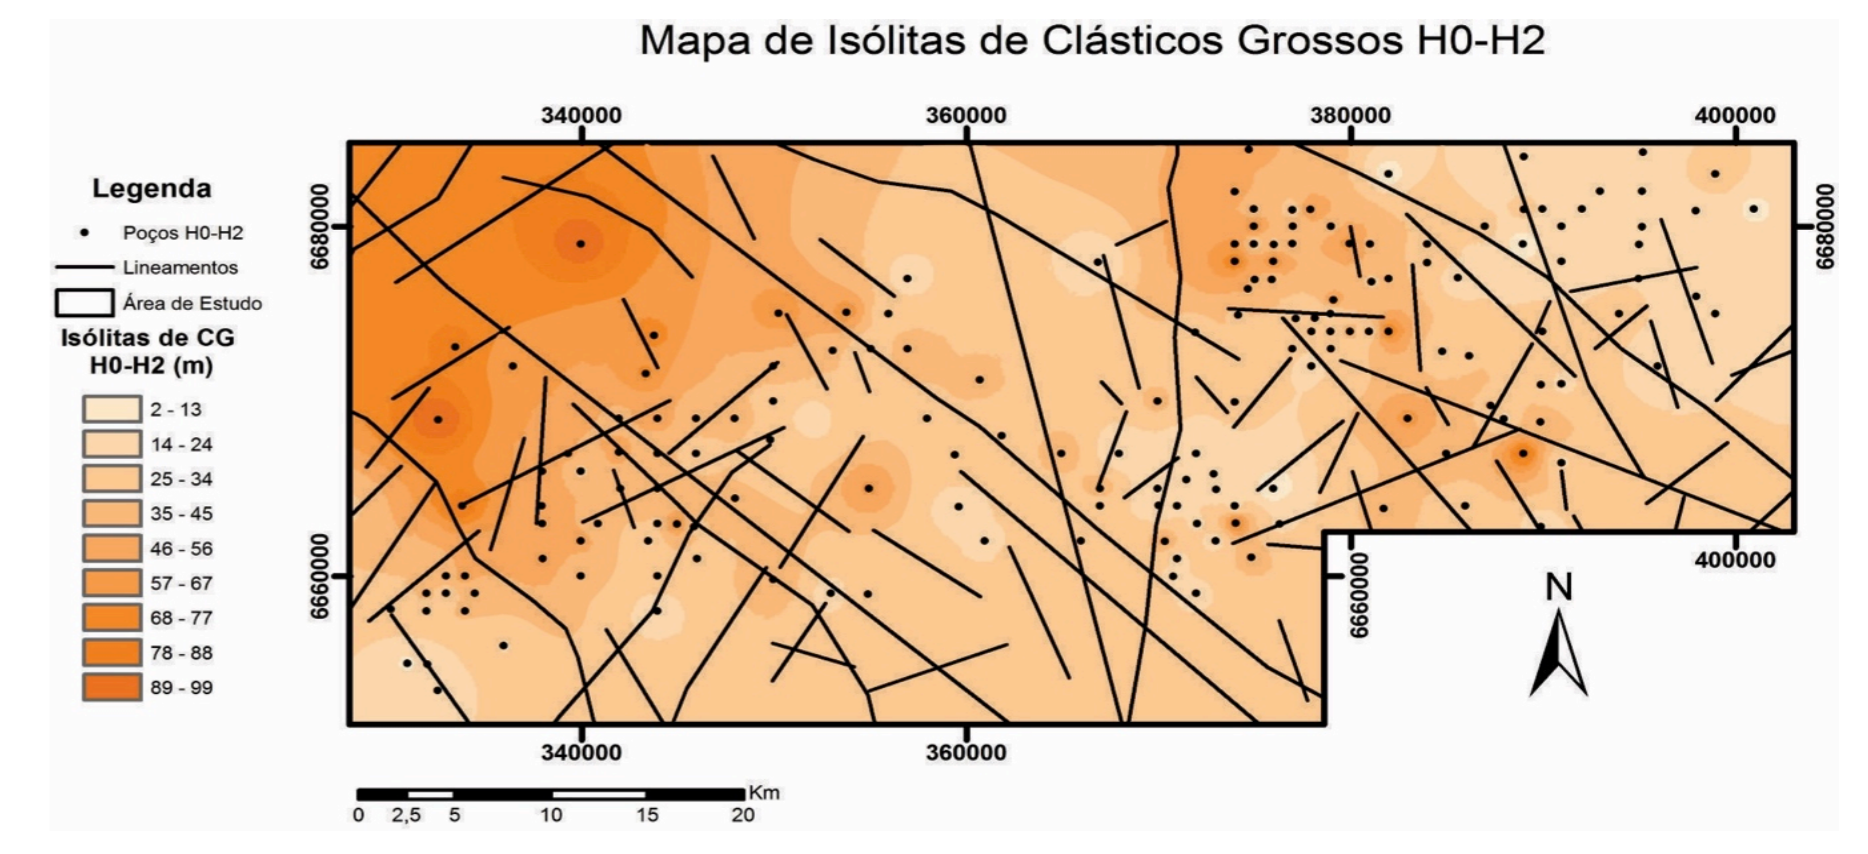 Mapa de Isólitas de Clásticos Grossos H0-H2
340000 360000 380000 400000
Legenda
Poços H0-H2
Lineamentos
Área de Estudo
Isólitas de CG
H0-H2 (m)
2 - 13
14 - 24
25 - 34
35 - 45
46 - 56
57 - 67
68 - 77
78 - 88
89 - 99
6680000
6660000
6680000
6660000
400000
N
340000 360000
0 2,5 5 10 15 20 Km